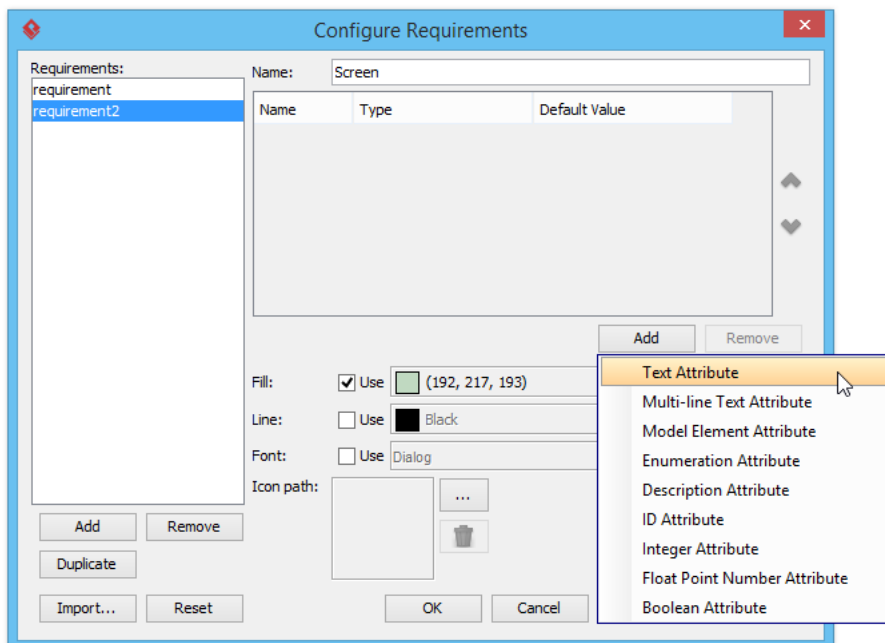 Configure Requirements
Requirements:
requirement
requirement2
Name: Screen
Name Type Default Value
Add Remove
Fill: Use (192, 217, 193)
Line: Use Black
Font: Use Dialog
Icon path:
...
Text Attribute
Multi-line Text Attribute
Model Element Attribute
Enumeration Attribute
Description Attribute
ID Attribute
Integer Attribute
Float Point Number Attribute
Boolean Attribute
Add Remove
Duplicate
Import... Reset
OK Cancel